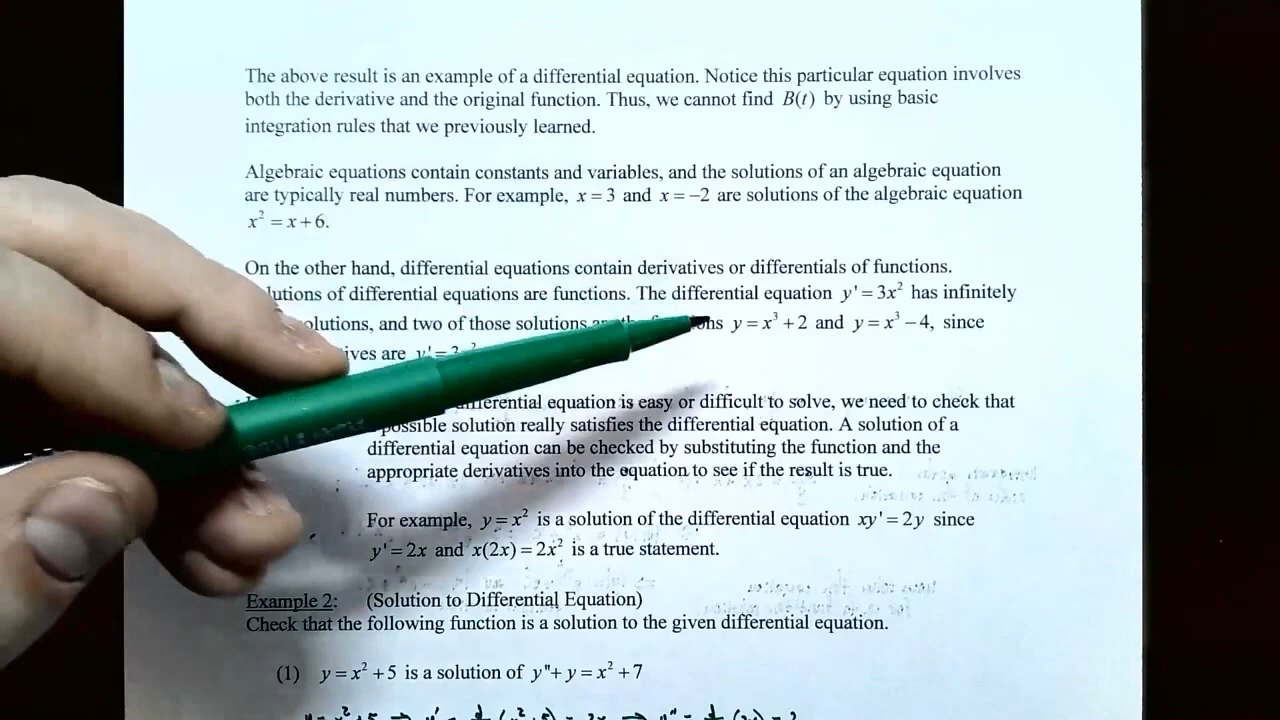 The above result is an example of a differential equation. Notice this particular equation involves
both the derivative and the original function. Thus, we cannot find B(t) by using basic
integration rules that we previously learned.
Algebraic equations contain constants and variables, and the solutions of an algebraic equation
are typically real numbers. For example, x = 3 and x = −2 are solutions of the algebraic equation
x² = x + 6.
On the other hand, differential equations contain derivatives or differentials of functions.
lutions of differential equations are functions. The differential equation y' = 3x² has infinitely
olutions, and two of those solutions y = x³ + 2 and y = x³ − 4, since
ives are
differential equation is easy or difficult to solve, we need to check that
possible solution really satisfies the differential equation. A solution of a
differential equation can be checked by substituting the function and the
appropriate derivatives into the equation to see if the result is true.
For example, y = x² is a solution of the differential equation xy' = 2y since
y' = 2x and x(2x) = 2x² is a true statement.
Example 2: (Solution to Differential Equation)
Check that the following function is a solution to the given differential equation.
(1) y = x² + 5 is a solution of y'' + y = x² + 7